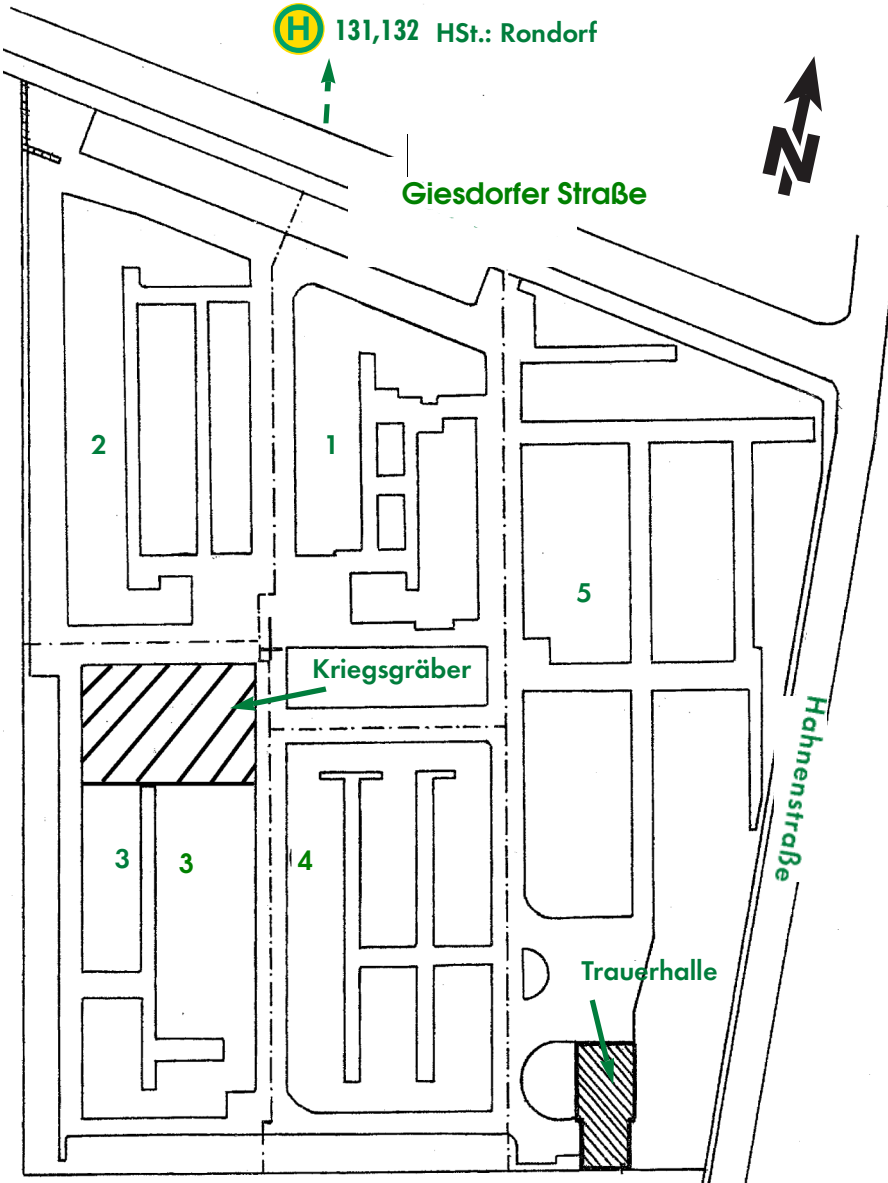 H 131,132 HSt.: Rondorf
N
Giesdorfer Straße
2
1
5
Kriegsgräber
Hahnenstraße
3
3
4
Trauerhalle